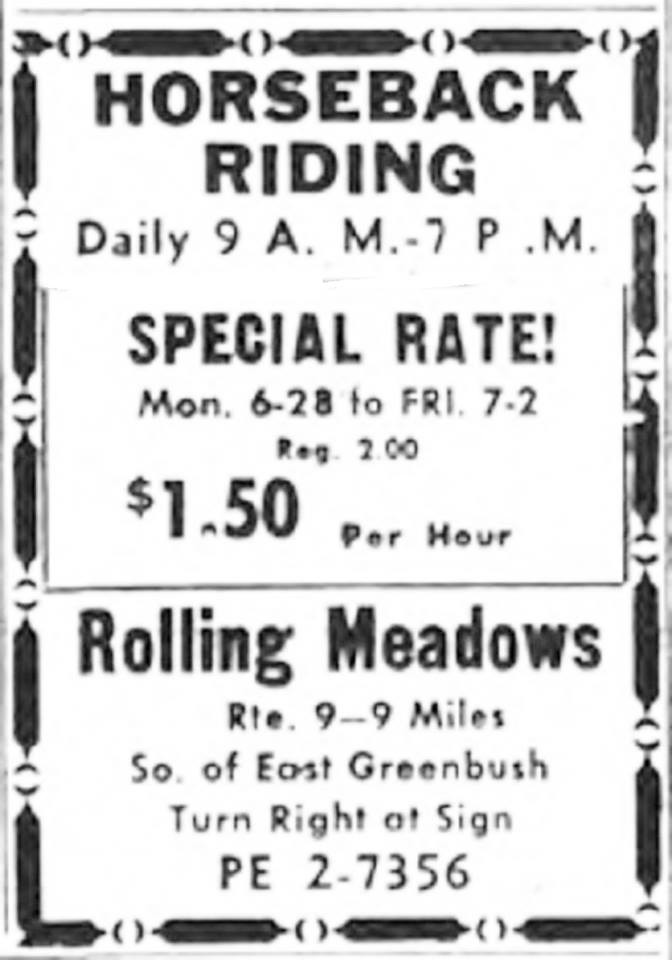 HORSEBACK
RIDING
Daily 9 A. M.-7 P .M.
SPECIAL RATE!
Mon. 6-28 to FRI. 7-2
Reg. 2.00
$1.50 Per Hour
Rolling Meadows
Rte. 9—9 Miles
So. of East Greenbush
Turn Right at Sign
PE 2-7356